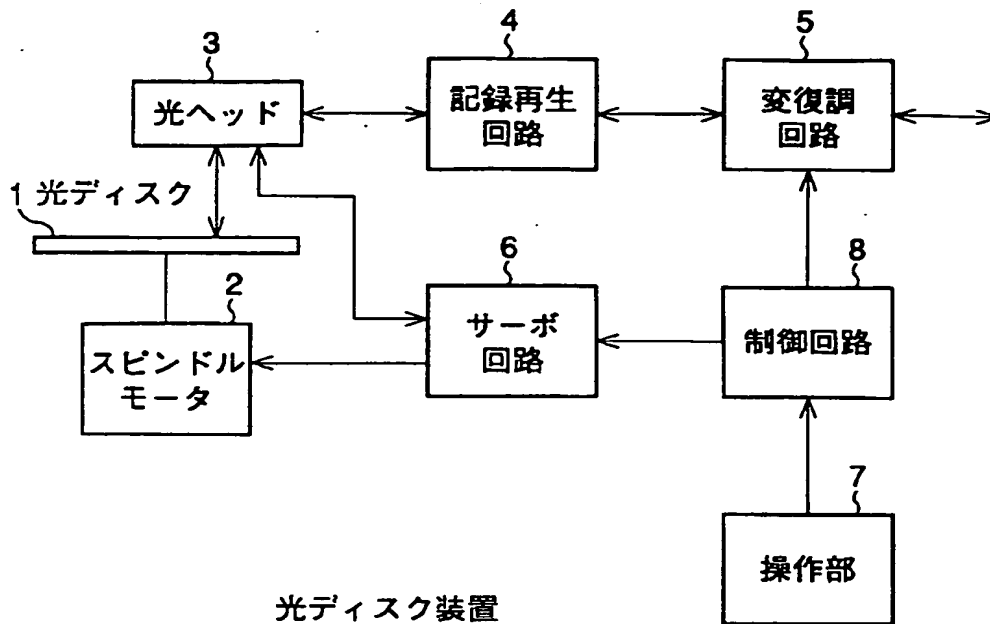 3
光ヘッド
4
記録再生
回路
5
変復調
回路
1 光ディスク
2
スピンドル
モータ
6
サーボ
回路
8
制御回路
7
操作部
光ディスク装置